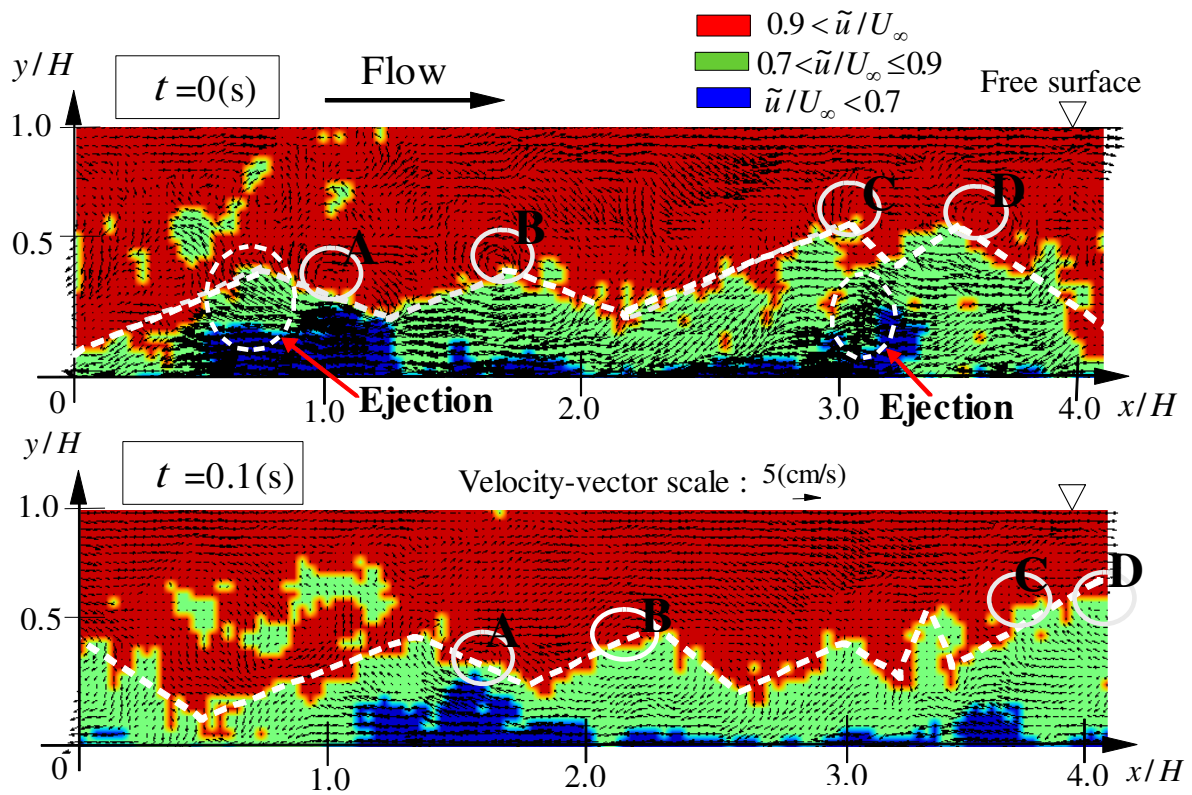 0.9 < ũ/U∞
0.7 < ũ/U∞ ≤ 0.9
ũ/U∞ < 0.7
y/H
t =0(s)
Flow
Free surface
1.0
0.5
A
B
C
D
0
1.0
Ejection
2.0
3.0
Ejection
4.0
x/H
y/H
t =0.1(s)
Velocity-vector scale : 5(cm/s)
1.0
0.5
A
B
C
D
0
1.0
2.0
3.0
4.0
x/H